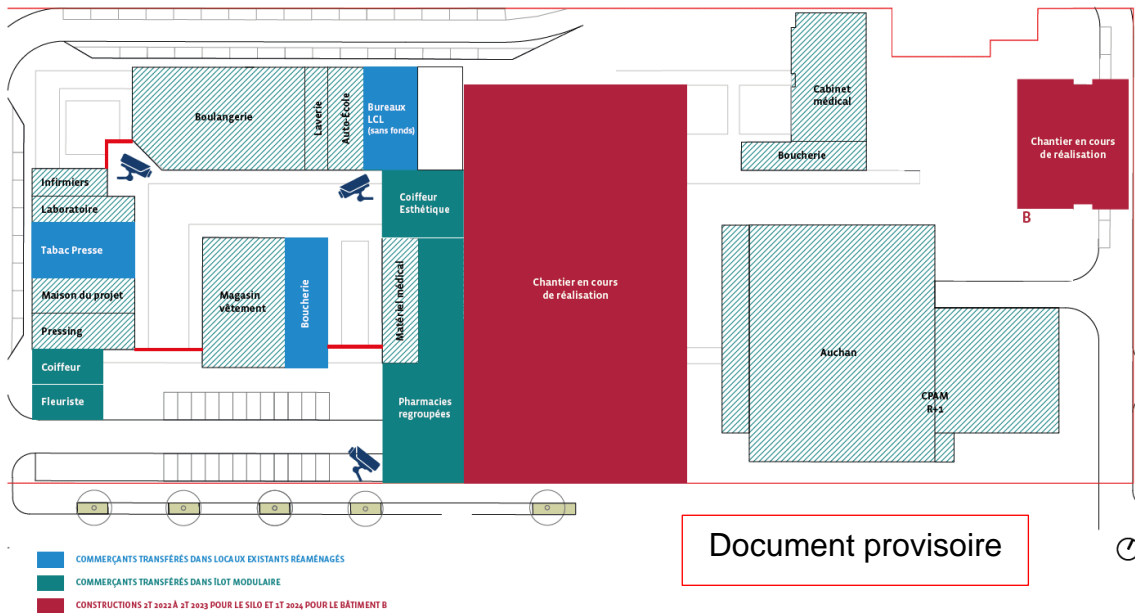 Boulangerie
Laverie
Auto-École
Bureaux
LCL
(sans fonds)
Cabinet
médical
Boucherie
Chantier en cours
de réalisation
B
Infirmiers
Laboratoire
Tabac Presse
Maison du projet
Pressing
Coiffeur
Fleuriste
Magasin
vêtement
Boucherie
Coiffeur
Esthétique
Matériel médical
Pharmacies
regroupées
Chantier en cours
de réalisation
Auchan
CPAM
R+1
Document provisoire
COMMERÇANTS TRANSFÉRÉS DANS LOCAUX EXISTANTS RÉAMÉNAGÉS
COMMERÇANTS TRANSFÉRÉS DANS ÎLOT MODULAIRE
CONSTRUCTIONS 2T 2022 À 2T 2023 POUR LE SILO ET 1T 2024 POUR LE BÂTIMENT B